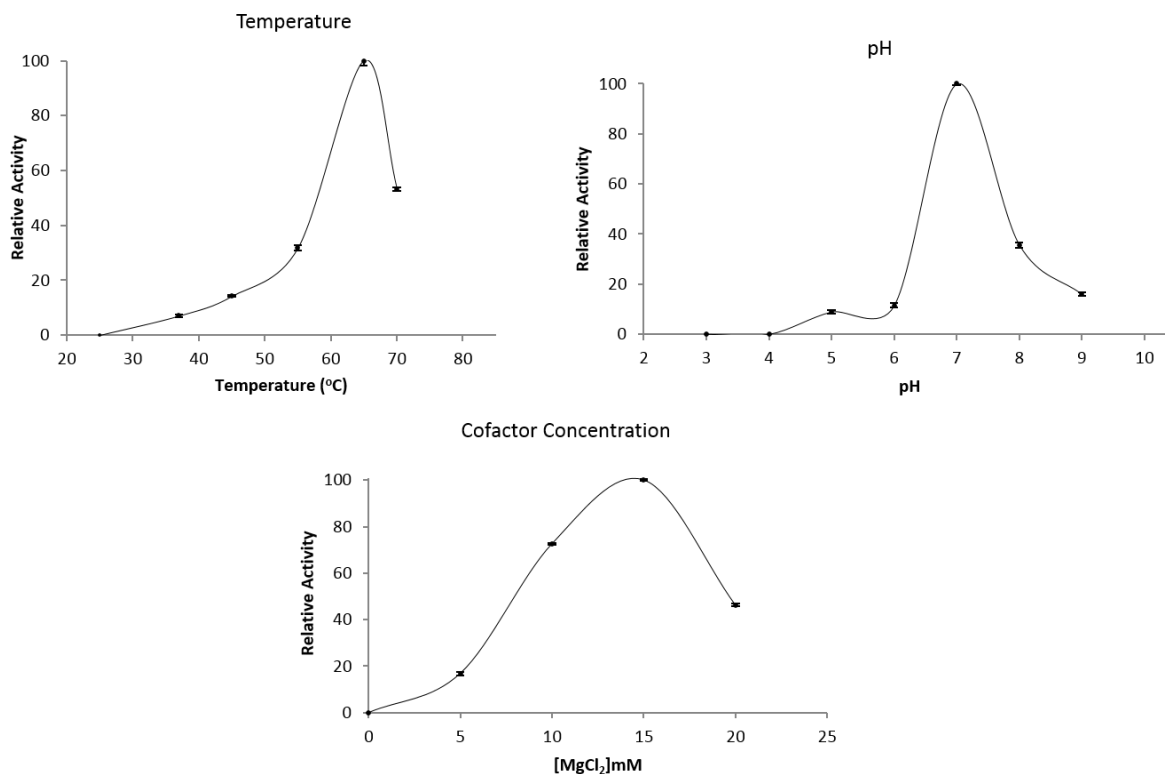 Temperature
Relative Activity
100
80
60
40
20
0
20 30 40 50 60 70 80
Temperature (ºC)
pH
Relative Activity
100
80
60
40
20
0
2 3 4 5 6 7 8 9 10
pH
Cofactor Concentration
Relative Activity
100
80
60
40
20
0
0 5 10 15 20 25
[MgCl₂]mM